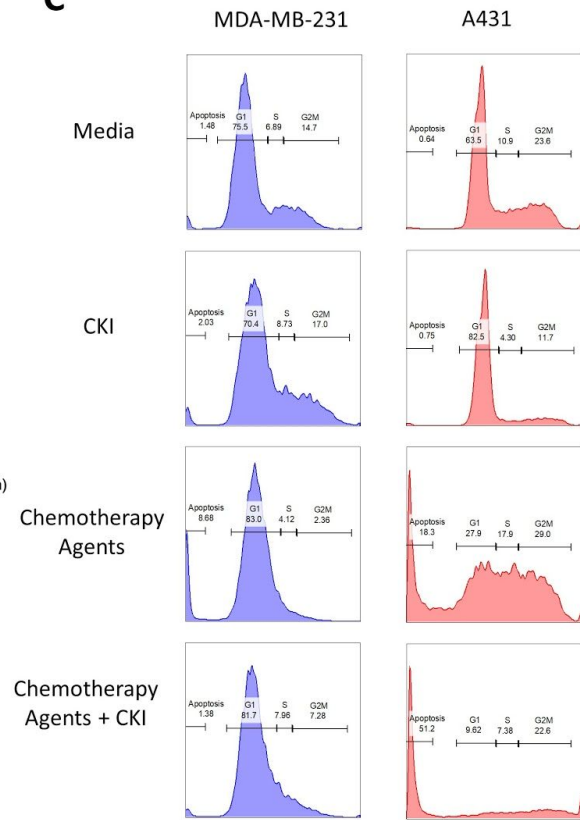 C
MDA-MB-231 A431
Media
Apoptosis G1 S G2M
1.48 75.5 6.89 14.7
Apoptosis G1 S G2M
0.64 63.5 10.9 23.6
CKI
Apoptosis G1 S G2M
2.03 70.4 8.73 17.0
Apoptosis G1 S G2M
0.75 82.5 4.30 11.7
Chemotherapy
Agents
Apoptosis G1 S G2M
8.68 83.0 4.12 2.36
Apoptosis G1 S G2M
18.3 27.9 17.9 29.0
Chemotherapy
Agents + CKI
Apoptosis G1 S G2M
1.38 81.7 7.96 7.28
Apoptosis G1 S G2M
51.2 9.62 7.38 22.6